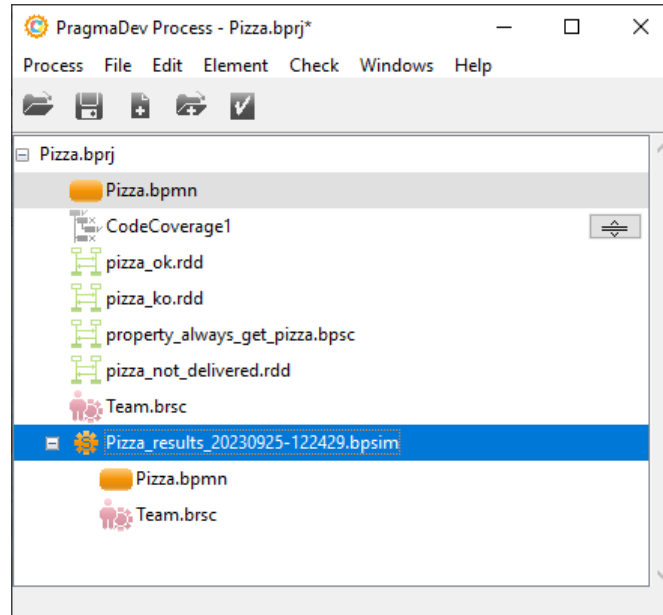 PragmaDev Process - Pizza.bprj*
Process File Edit Element Check Windows Help
Pizza.bprj
Pizza.bpmn
CodeCoverage1
pizza_ok.rdd
pizza_ko.rdd
property_always_get_pizza.bpsc
pizza_not_delivered.rdd
Team.brsc
Pizza_results_20230925-122429.bpsim
Pizza.bpmn
Team.brsc